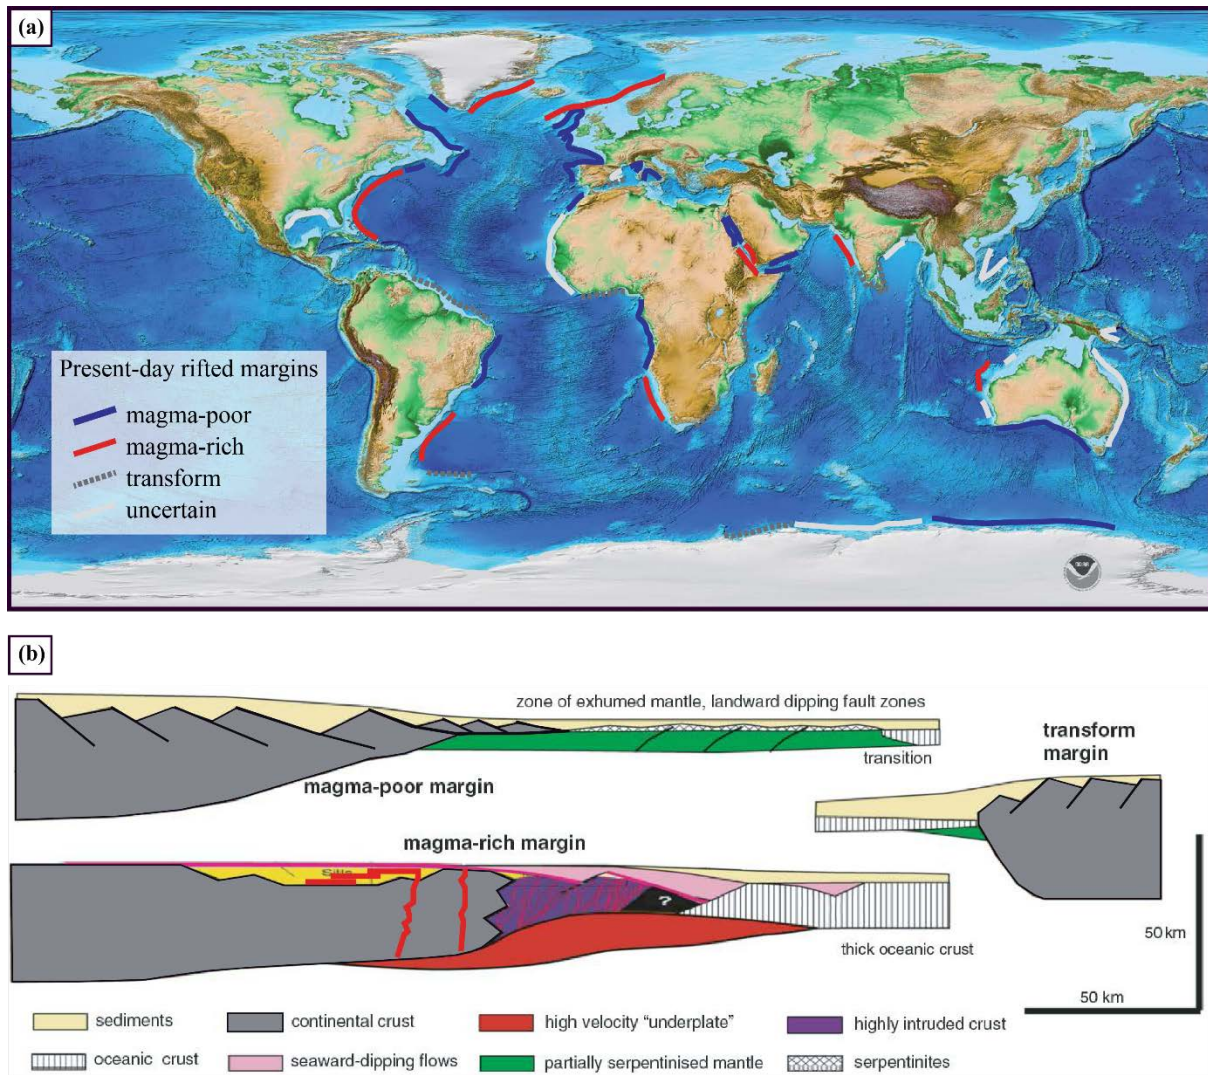 (a)
Present-day rifted margins
magma-poor
magma-rich
transform
uncertain
(b)
zone of exhumed mantle, landward dipping fault zones
transition
transform
margin
magma-poor margin
magma-rich margin
Sills
?
thick oceanic crust
50 km
50 km
sediments
continental crust
high velocity “underplate”
highly intruded crust
oceanic crust
seaward-dipping flows
partially serpentinised mantle
serpentinites